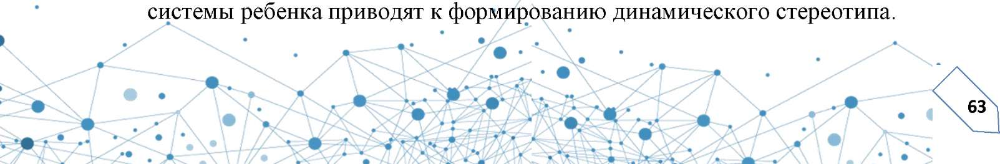 системы ребенка приводят к формированию динамического стереотипа.
63